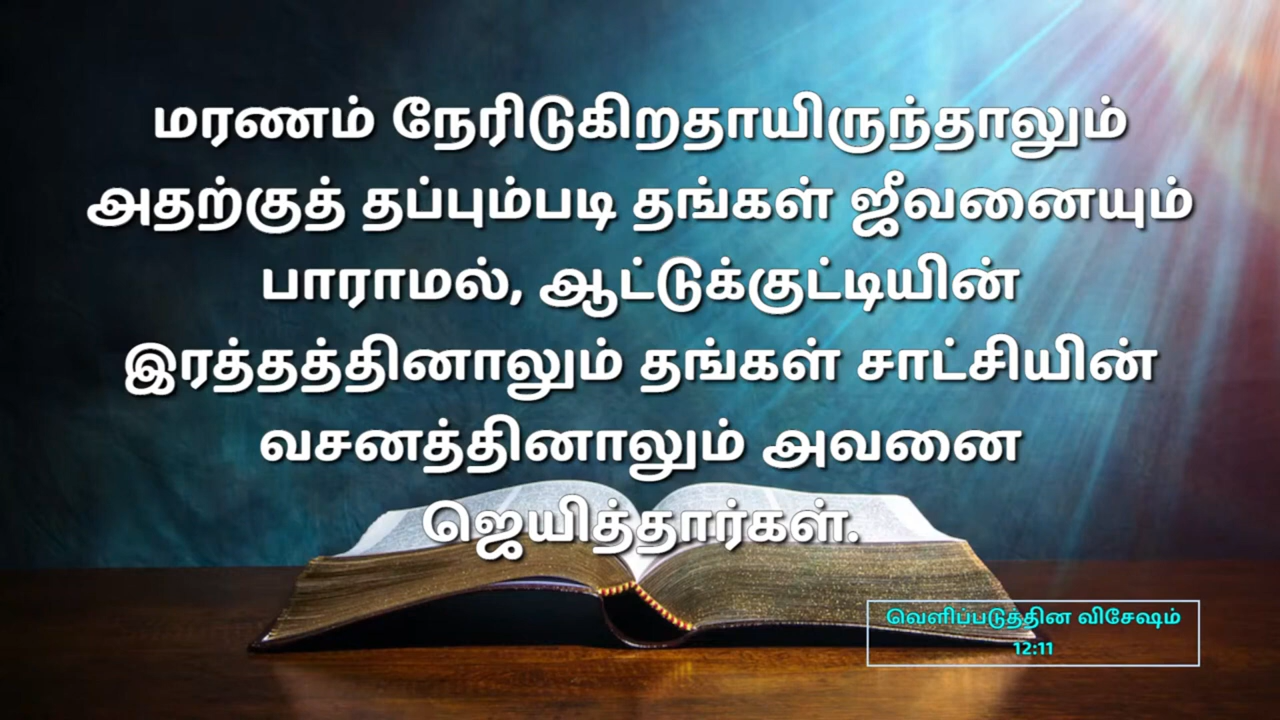 மரணம் நேரிடுகிறதாயிருந்தாலும்
அதற்குத் தப்பும்படி தங்கள் ஜீவனையும்
பாராமல், ஆட்டுக்குட்டியின்
இரத்தத்தினாலும் தங்கள் சாட்சியின்
வசனத்தினாலும் அவனை
ஜெயித்தார்கள்.
வெளிப்படுத்தின விசேஷம்
12:11